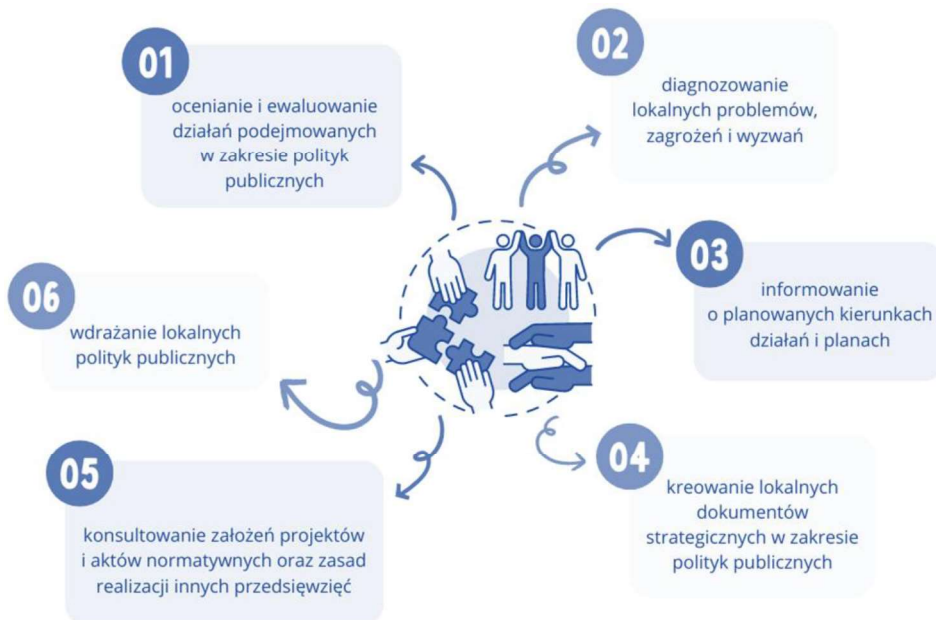 01
ocenianie i ewaluowanie
działań podejmowanych
w zakresie polityk
publicznych
02
diagnozowanie
lokalnych problemów,
zagrożeń i wyzwań
03
informowanie
o planowanych kierunkach
działań i planach
04
kreowanie lokalnych
dokumentów
strategicznych w zakresie
polityk publicznych
05
konsultowanie założeń projektów
i aktów normatywnych oraz zasad
realizacji innych przedsięwzięć
06
wdrażanie lokalnych
polityk publicznych